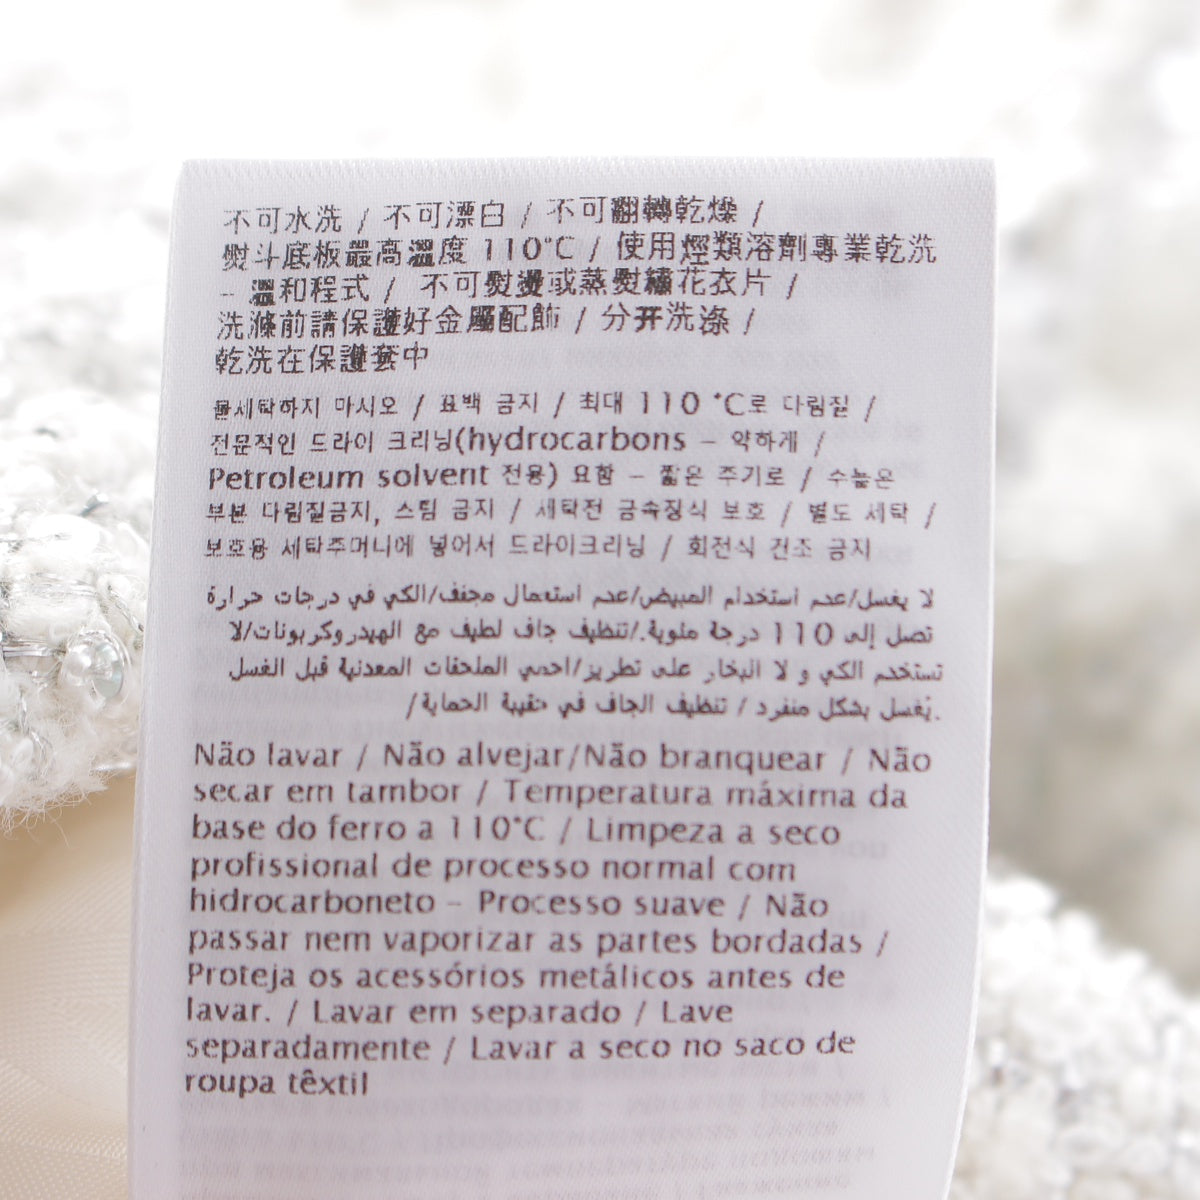 不可水洗 / 不可漂白 / 不可翻轉乾燥 /
熨斗底板最高溫度 110°C / 使用烴類溶劑專業乾洗
– 溫和程式 / 不可熨燙或蒸熨繡花衣片 /
洗滌前請保護好金屬配飾 / 分开洗涤 /
乾洗在保護套中
물세탁하지 마시오 / 표백 금지 / 최대 110 °C로 다림질 /
전문적인 드라이 크리닝(hydrocarbons – 약하게 /
Petroleum solvent 전용) 요함 – 짧은 주기로 / 수놓은
부분 다림질금지, 스팀 금지 / 세탁전 금속장식 보호 / 별도 세탁 /
보호용 세탁주머니에 넣어서 드라이크리닝 / 회전식 건조 금지
لا يغسل/عدم استخدام المبيض/عدم استعمال مجفف/الكي في درجات حرارة
تصل إلى 110 درجة مئوية./تنظيف جاف لطيف مع الهيدروكربونات/لا
تستخدم الكي و لا البخار على تطريز/احمي الملحقات المعدنية قبل الغسل
.يُغسل بشكل منفرد / تنظيف الجاف في حقيبة الحماية/
Não lavar / Não alvejar/Não branquear / Não
secar em tambor / Temperatura máxima da
base do ferro a 110°C / Limpeza a seco
profissional de processo normal com
hidrocarboneto – Processo suave / Não
passar nem vaporizar as partes bordadas /
Proteja os acessórios metálicos antes de
lavar. / Lavar em separado / Lave
separadamente / Lavar a seco no saco de
roupa têxtil